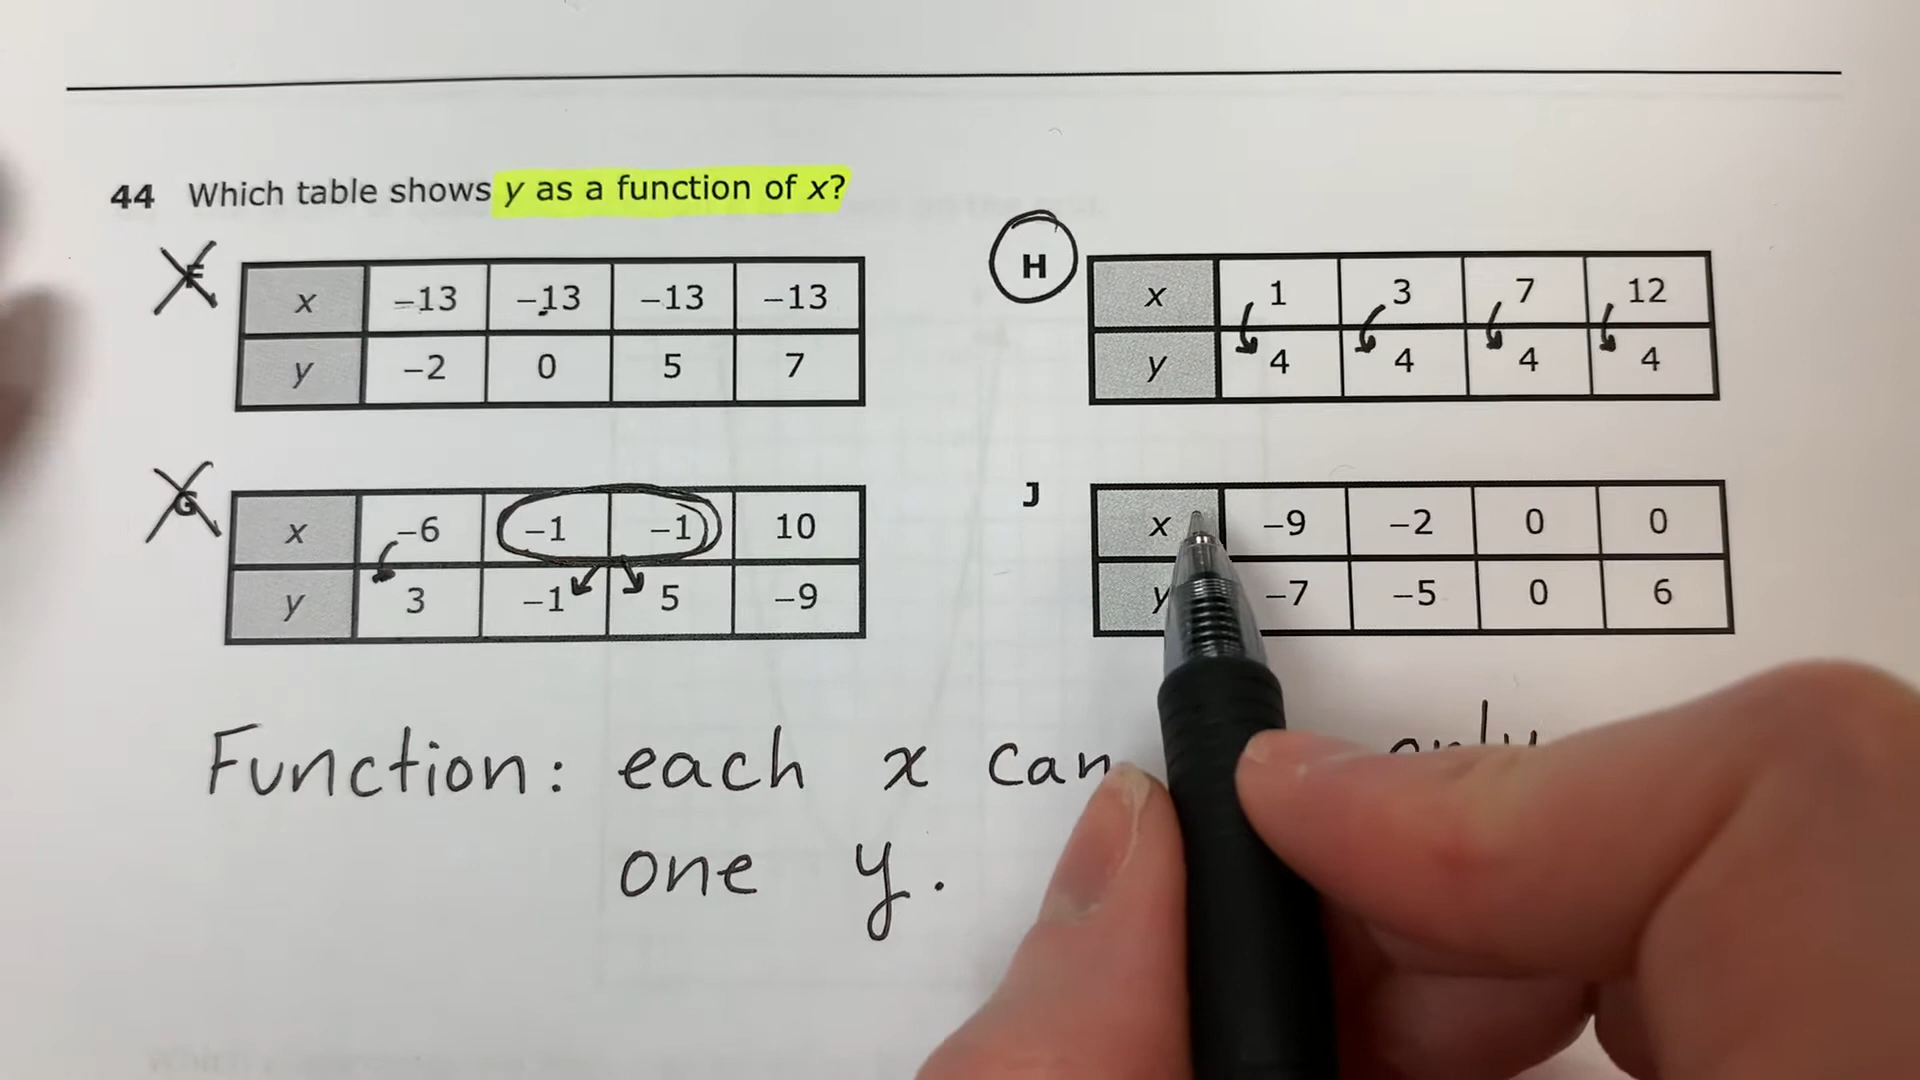 44 Which table shows y as a function of x?
F
x −13 −13 −13 −13
y −2 0 5 7
H
x 1 3 7 12
y 4 4 4 4
G
x −6 −1 −1 10
y 3 −1 5 −9
J
x −9 −2 0 0
y −7 −5 0 6
Function: each x can only
one y.